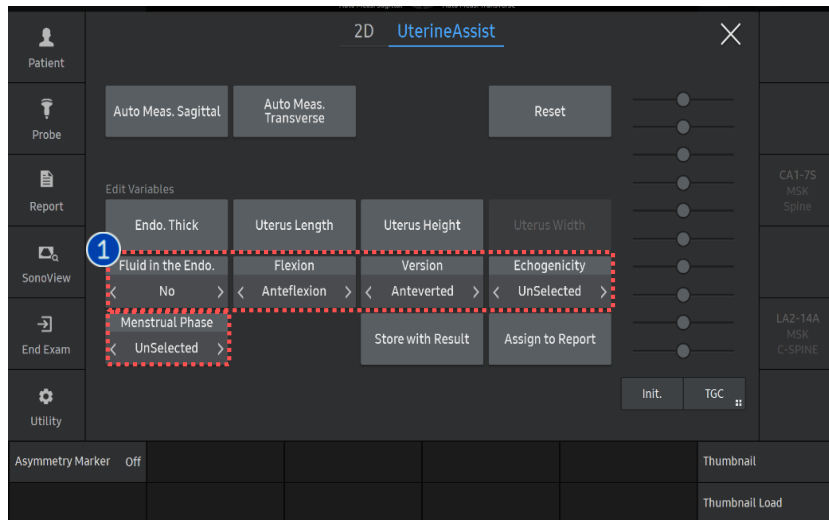 2D UterineAssist
Patient
Auto Meas. Sagittal
Auto Meas.
Transverse
Reset
Probe
Edit Variables
Report
CA1-7S
MSK
Spine
Endo. Thick
Uterus Length
Uterus Height
Uterus Width
1
SonoView
Fluid in the Endo.
Flexion
Version
Echogenicity
< No >
< Anteflexion >
< Anteverted >
< UnSelected >
End Exam
Menstrual Phase
< UnSelected >
Store with Result
Assign to Report
LA2-14A
MSK
C-SPINE
Utility
Init.
TGC
Asymmetry Marker Off
Thumbnail
Thumbnail Load